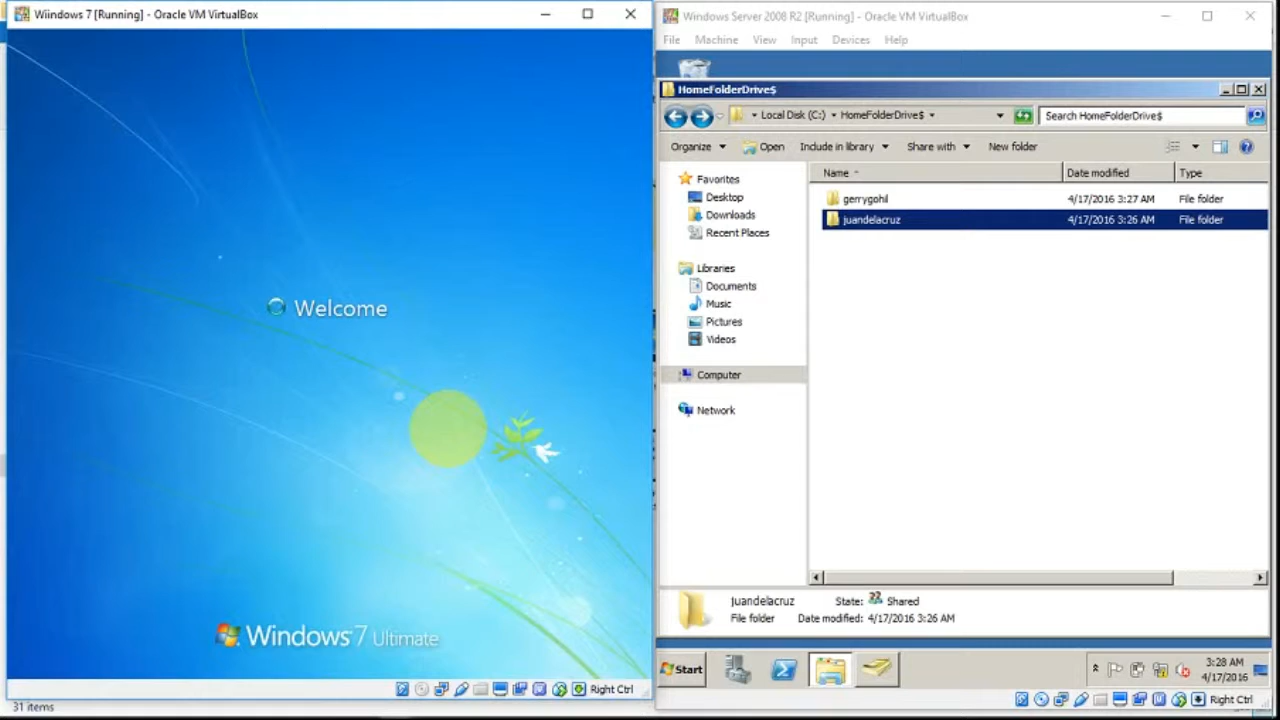 Wiindows 7 [Running] - Oracle VM VirtualBox
Welcome
Windows 7 Ultimate
Right Ctrl
31 items
Windows Server 2008 R2 [Running] - Oracle VM VirtualBox
File Machine View Input Devices Help
HomeFolderDrive$
Local Disk (C:) HomeFolderDrive$ Search HomeFolderDrive$
Organize Open Include in library Share with New folder
Favorites
Desktop
Downloads
Recent Places
Libraries
Documents
Music
Pictures
Videos
Computer
Network
Name Date modified Type
gerrygohil 4/17/2016 3:27 AM File folder
juandelacruz 4/17/2016 3:26 AM File folder
juandelacruz State: Shared
File folder Date modified: 4/17/2016 3:26 AM
Start
3:28 AM
4/17/2016
Right Ctrl